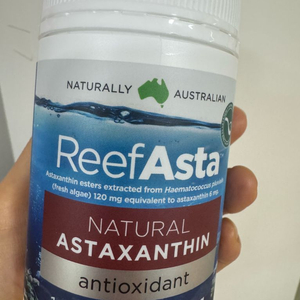 NATURALLY AUSTRALIAN
ReefAsta
Astaxanthin esters extracted from Haematococcus pluvialis
(fresh algae) 120 mg equivalent to astaxanthin 6 mg
NATURAL
ASTAXANTHIN
antioxidant